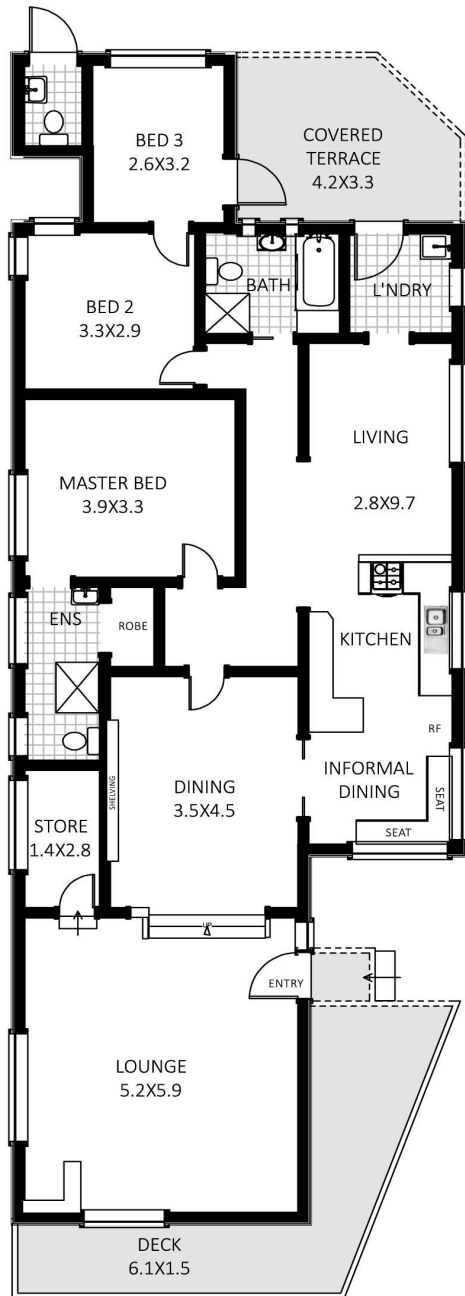 BED 3
2.6X3.2
COVERED
TERRACE
4.2X3.3
BATH
L'NDRY
BED 2
3.3X2.9
LIVING
2.8X9.7
MASTER BED
3.9X3.3
ENS
ROBE
KITCHEN
RF
INFORMAL
DINING
SEAT
SEAT
DINING
3.5X4.5
SHELVING
STORE
1.4X2.8
UP
ENTRY
LOUNGE
5.2X5.9
DECK
6.1X1.5